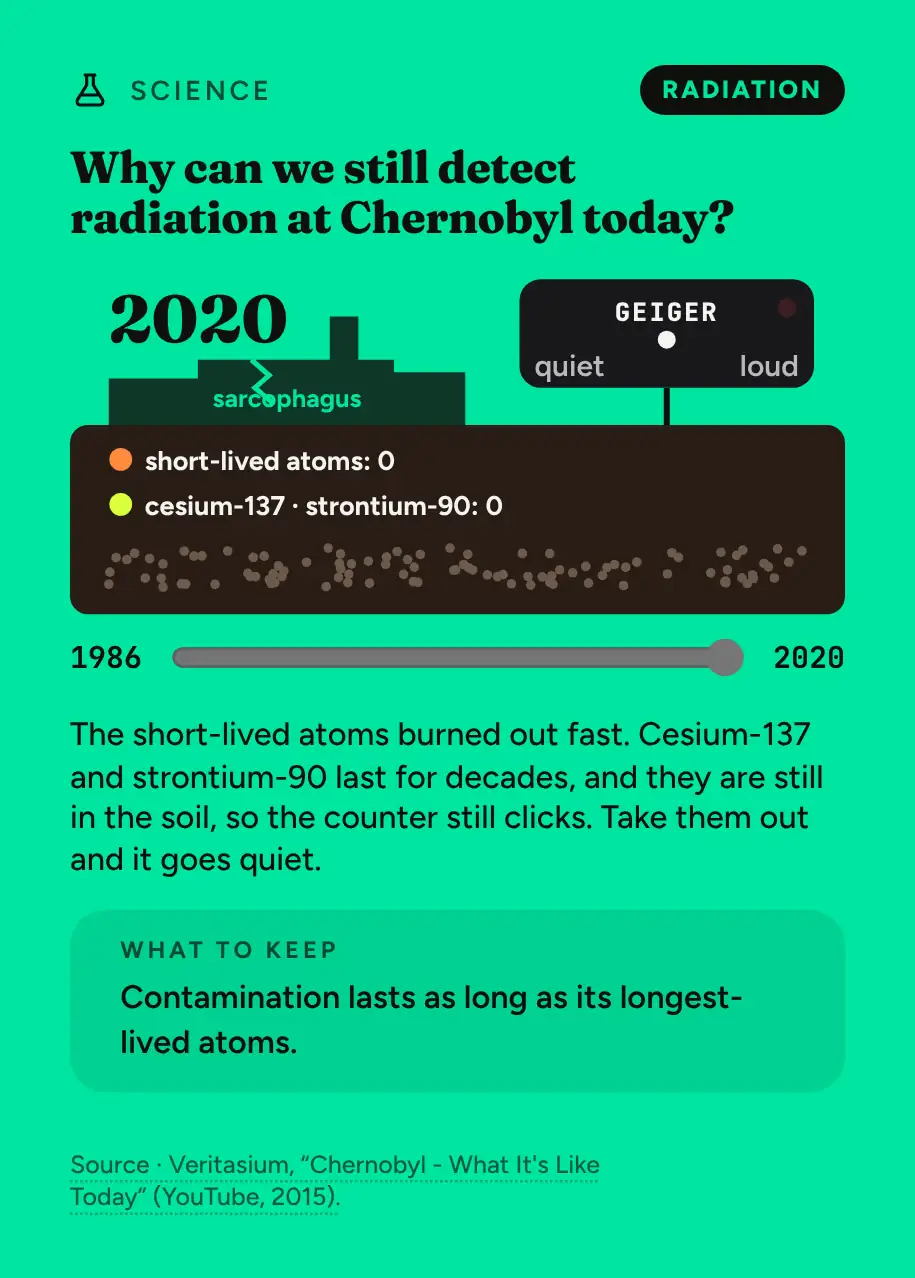 SCIENCE
RADIATION
Why can we still detect
radiation at Chernobyl today?
2020
GEIGER
quiet
loud
sarcophagus
short-lived atoms: 0
cesium-137 · strontium-90: 0
1986
2020
The short-lived atoms burned out fast. Cesium-137
and strontium-90 last for decades, and they are still
in the soil, so the counter still clicks. Take them out
and it goes quiet.
WHAT TO KEEP
Contamination lasts as long as its longest-
lived atoms.
Source · Veritasium, “Chernobyl - What It's Like
Today” (YouTube, 2015).